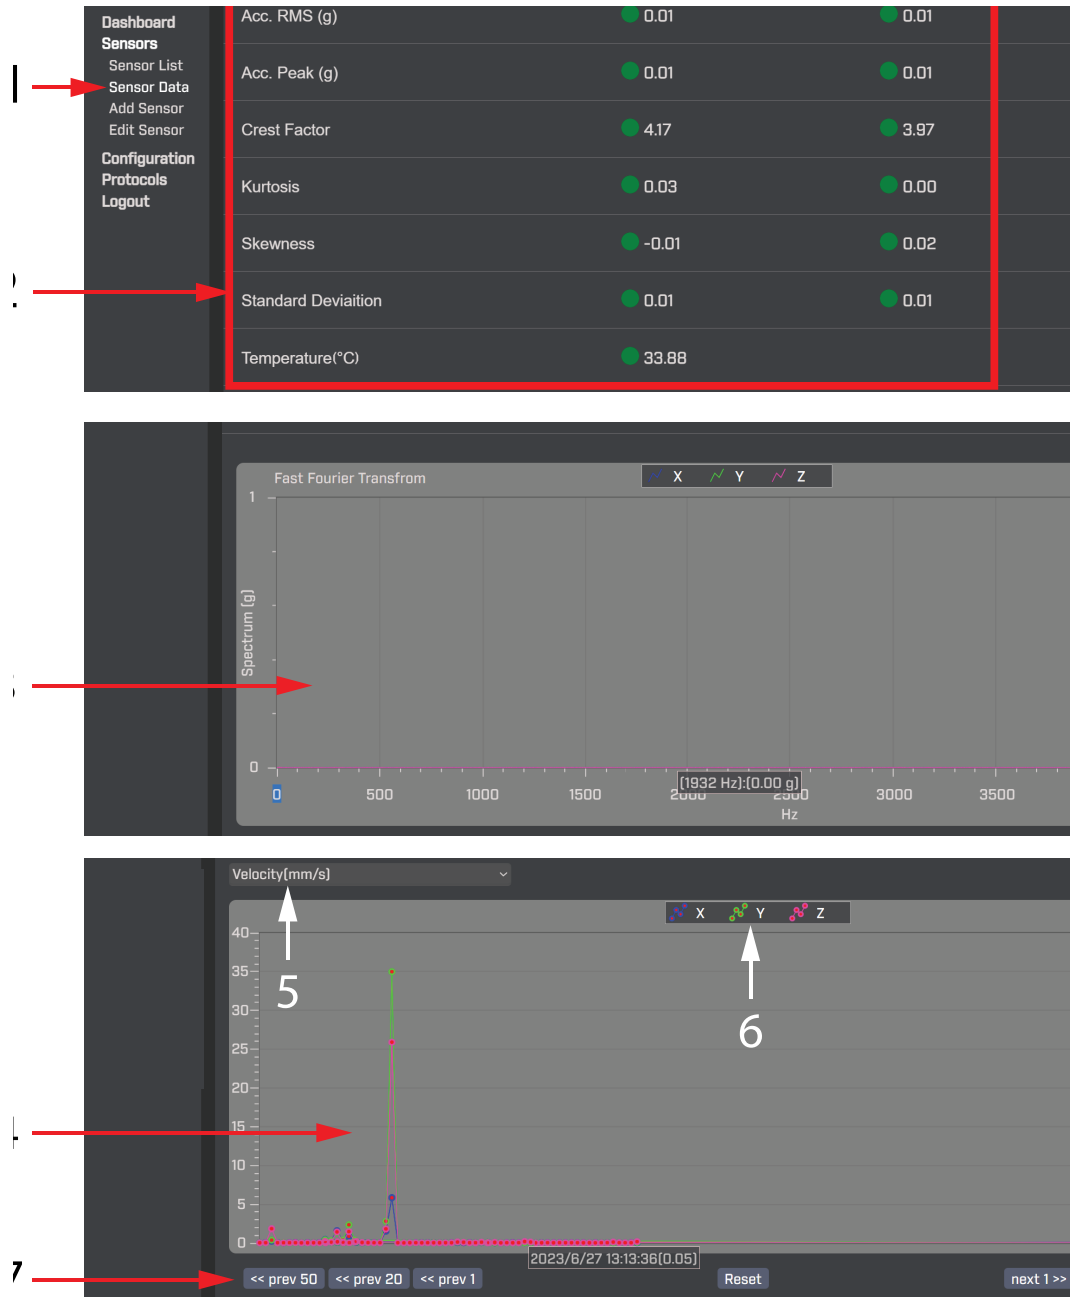 Dashboard
Sensors
Sensor List
Sensor Data
Add Sensor
Edit Sensor
Configuration
Protocols
Logout
Acc. RMS (g) 0.01 0.01
Acc. Peak (g) 0.01 0.01
Crest Factor 4.17 3.97
Kurtosis 0.03 0.00
Skewness -0.01 0.02
Standard Deviaition 0.01 0.01
Temperature(°C) 33.88
Fast Fourier Transfrom
X Y Z
1
Spectrum (g)
0
0 500 1000 1500 2000 2500 3000 3500
(1932 Hz):(0.00 g)
Hz
Velocity(mm/s)
X Y Z
40
35
5
30
6
25
20
15
10
5
0
2023/6/27 13:13:36(0.05)
<< prev 50 << prev 20 << prev 1 Reset next 1 >>
7